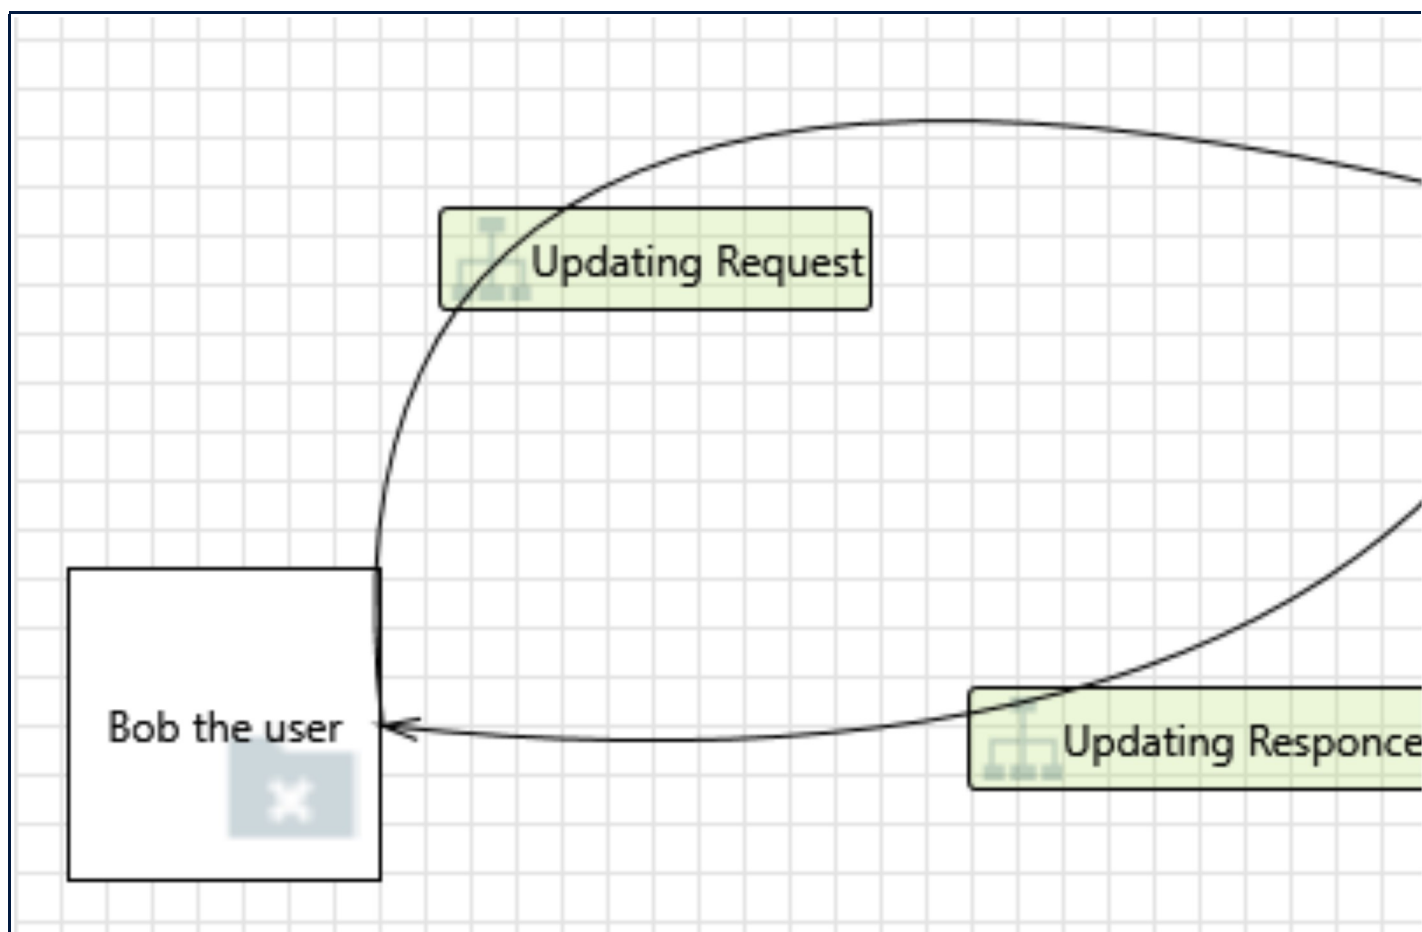 Updating Request
Bob the user
Updating Responce